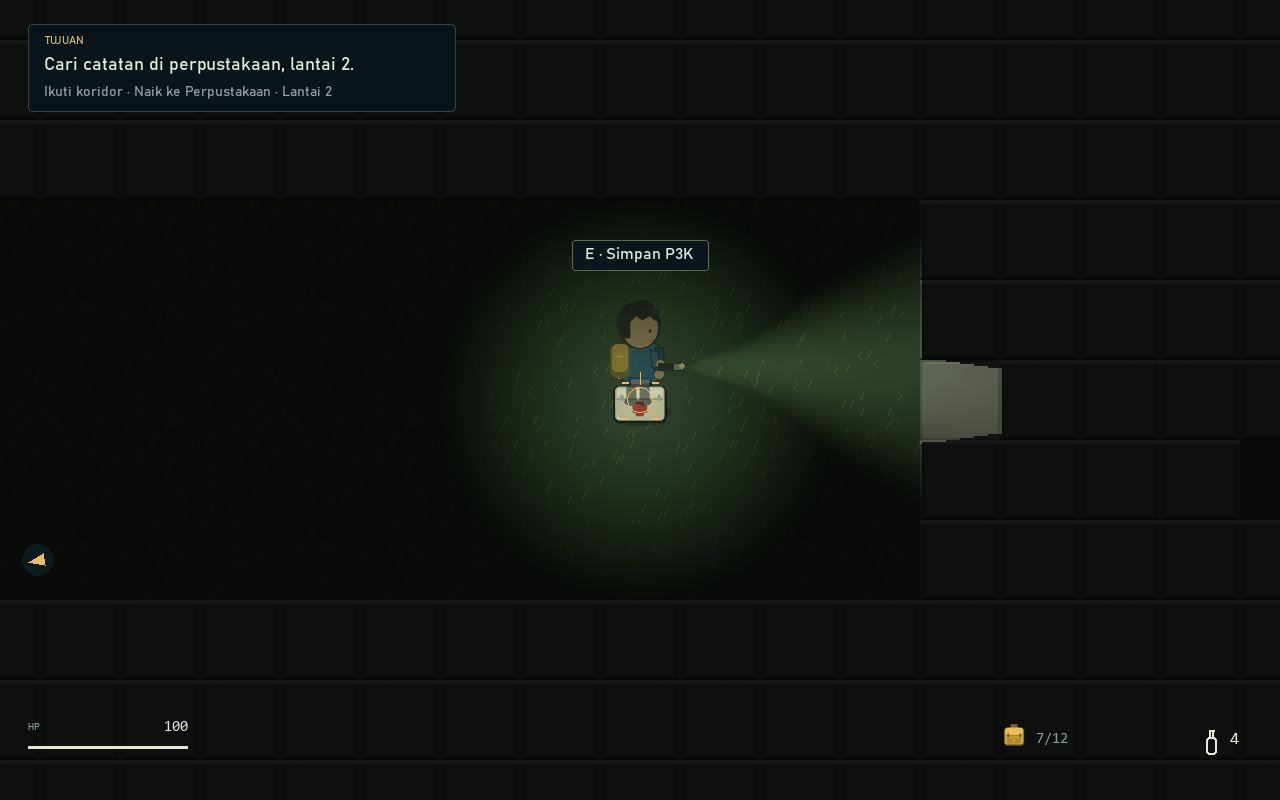 TUJUAN
Cari catatan di perpustakaan, lantai 2.
Ikuti koridor · Naik ke Perpustakaan · Lantai 2
E · Simpan P3K
HP 100
7/12
4